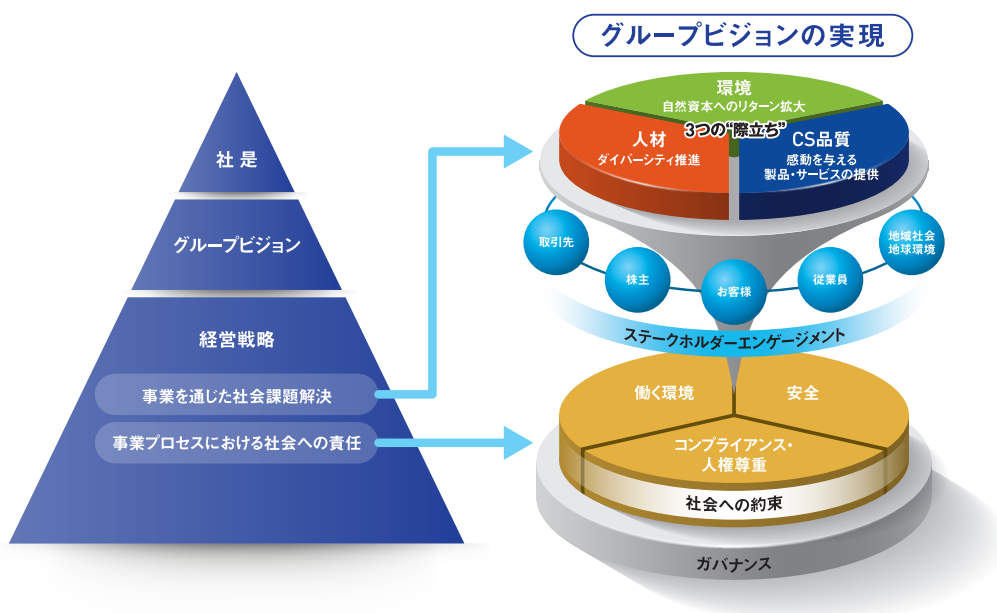 グループビジョンの実現
社是
グループビジョン
経営戦略
事業を通じた社会課題解決
事業プロセスにおける社会への責任
環境
自然資本へのリターン拡大
3つの“際立ち”
人材
ダイバーシティ推進
CS品質
感動を与える
製品・サービスの提供
取引先
株主
お客様
従業員
地域社会
地球環境
ステークホルダーエンゲージメント
働く環境
安全
コンプライアンス・
人権尊重
社会への約束
ガバナンス